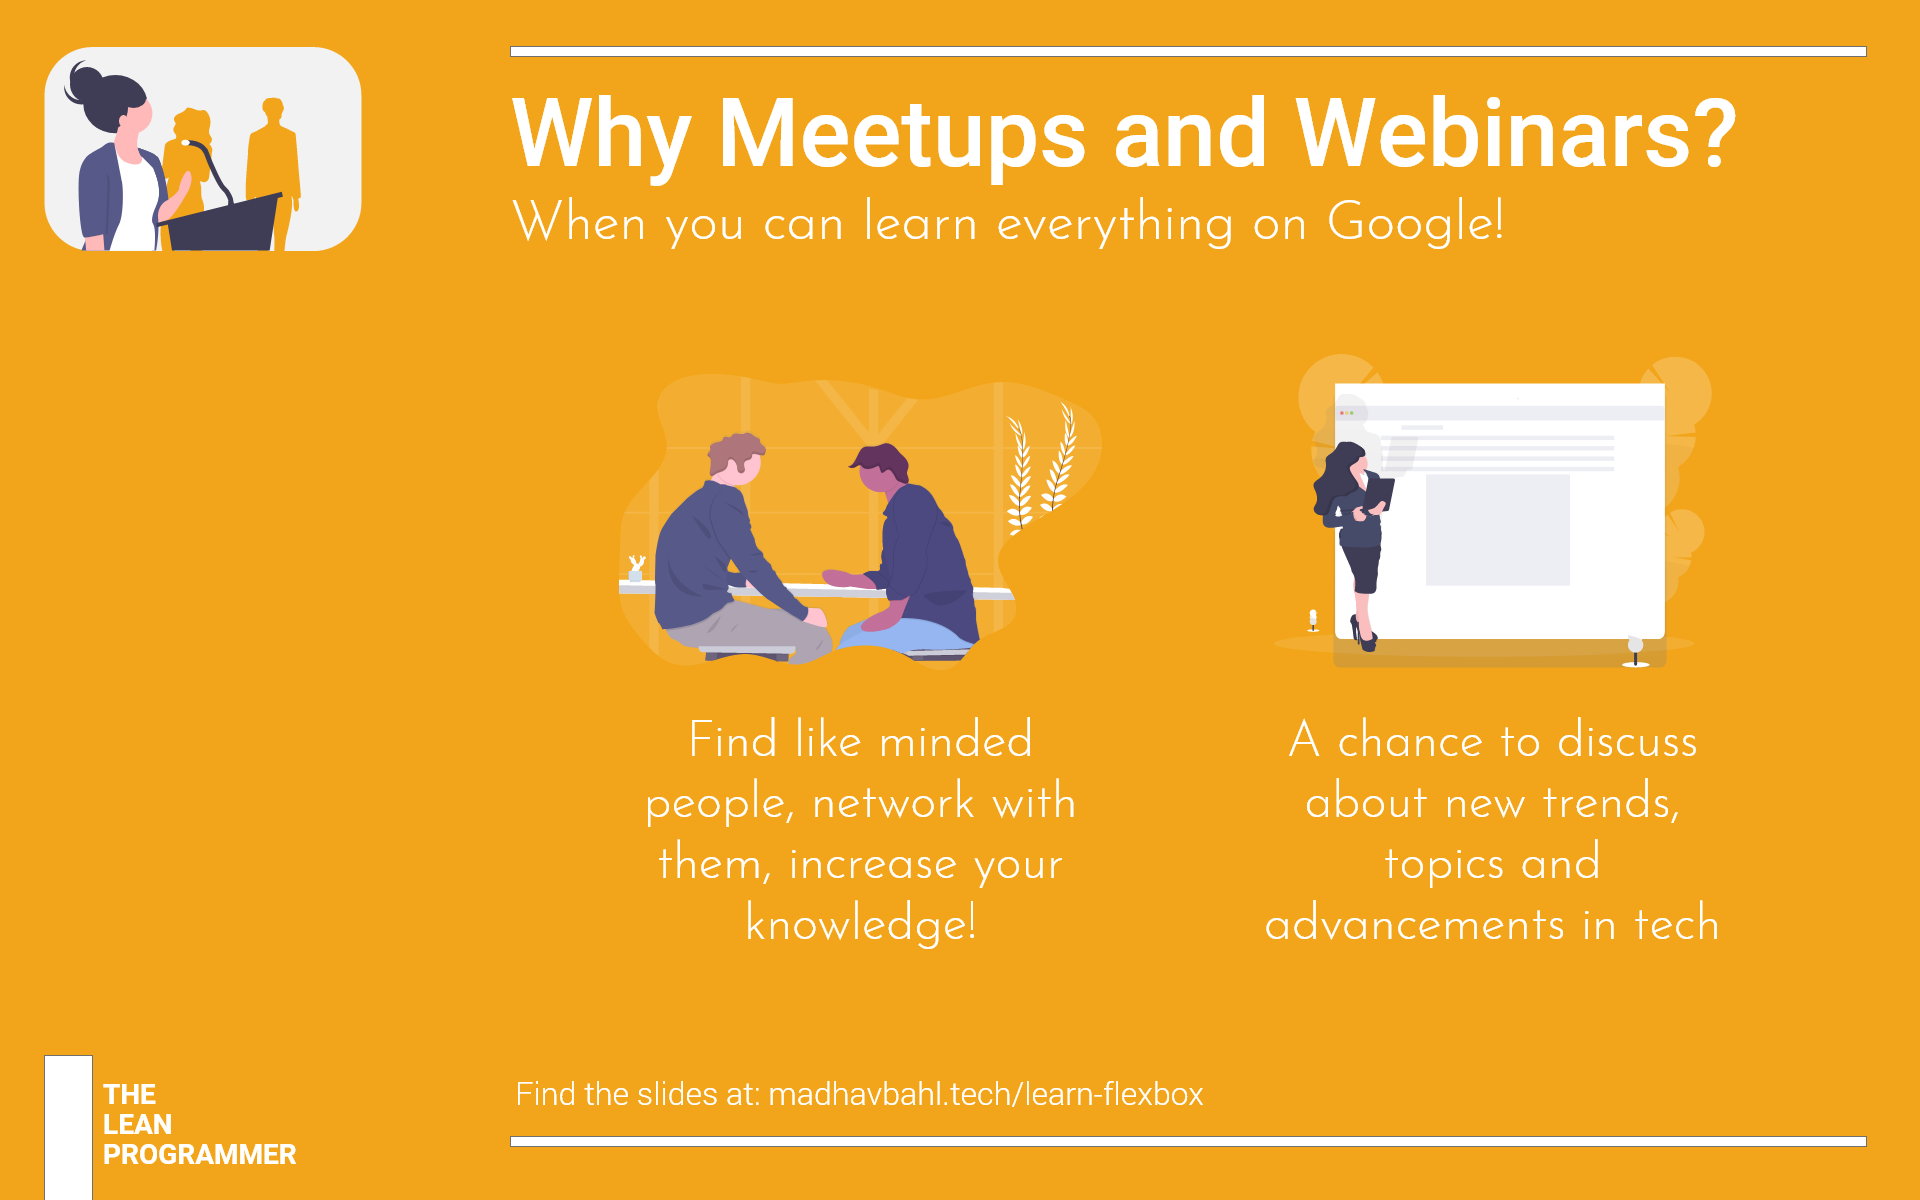 Why Meetups and Webinars?
When you can learn everything on Google!
Find like minded
people, network with
them, increase your
knowledge!
A chance to discuss
about new trends,
topics and
advancements in tech
Find the slides at: madhavbahl.tech/learn-flexbox
THE
LEAN
PROGRAMMER